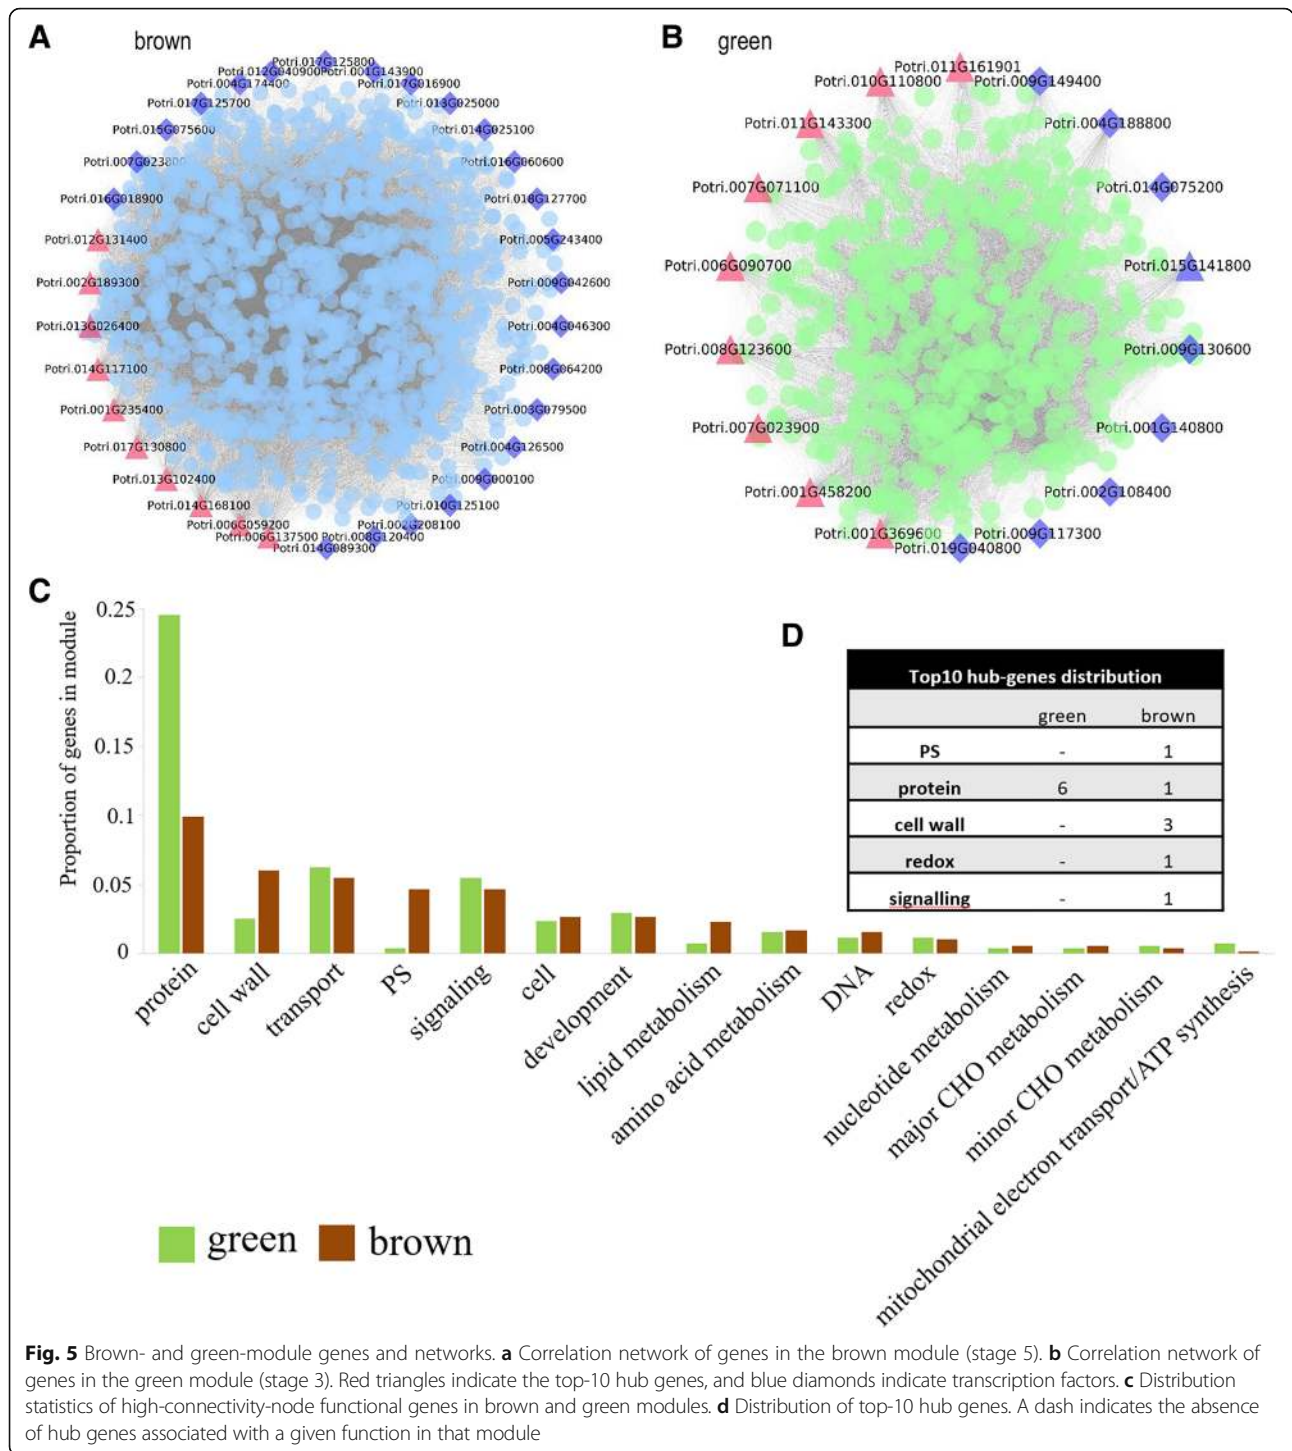 A
brown
Potri.017G125800
Potri.012G040900
Potri.001G143900
Potri.004G174400
Potri.017G016900
Potri.017G125700
Potri.013G025000
Potri.015G075600
Potri.014G025100
Potri.007G023800
Potri.016G060600
Potri.016G018900
Potri.018G127700
Potri.012G131400
Potri.005G243400
Potri.002G189300
Potri.009G042600
Potri.013G026400
Potri.004G046300
Potri.014G117100
Potri.008G064200
Potri.001G235400
Potri.003G079500
Potri.017G130800
Potri.004G126500
Potri.013G102400
Potri.009G000100
Potri.014G168100
Potri.010G125100
Potri.006G059200
Potri.002G208100
Potri.006G137500
Potri.008G120400
Potri.014G089300
B
green
Potri.011G161901
Potri.010G110800
Potri.009G149400
Potri.011G143300
Potri.004G188800
Potri.007G071100
Potri.014G075200
Potri.006G090700
Potri.015G141800
Potri.008G123600
Potri.009G130600
Potri.007G023900
Potri.001G140800
Potri.001G458200
Potri.002G108400
Potri.001G369600
Potri.009G117300
Potri.019G040800
C
Proportion of genes in module
0.25
0.2
0.15
0.1
0.05
0
protein
cell wall
transport
PS
signaling
cell
development
lipid metabolism
amino acid metabolism
DNA
redox
nucleotide metabolism
major CHO metabolism
minor CHO metabolism
mitochondrial electron transport/ATP synthesis
green
brown
D
Top10 hub-genes distribution
green brown
PS - 1
protein 6 1
cell wall - 3
redox - 1
signalling - 1
Fig. 5 Brown- and green-module genes and networks. a Correlation network of genes in the brown module (stage 5). b Correlation network of
genes in the green module (stage 3). Red triangles indicate the top-10 hub genes, and blue diamonds indicate transcription factors. c Distribution
statistics of high-connectivity-node functional genes in brown and green modules. d Distribution of top-10 hub genes. A dash indicates the absence
of hub genes associated with a given function in that module